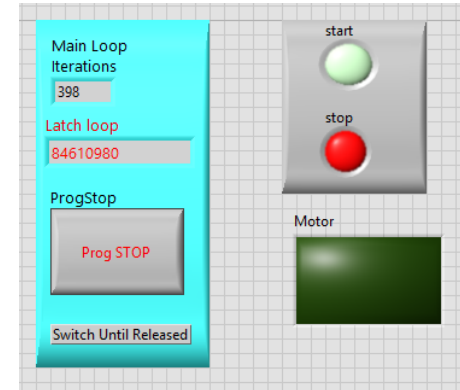 Main Loop
Iterations
398
Latch loop
84610980
ProgStop
Prog STOP
Switch Until Released
start
stop
Motor